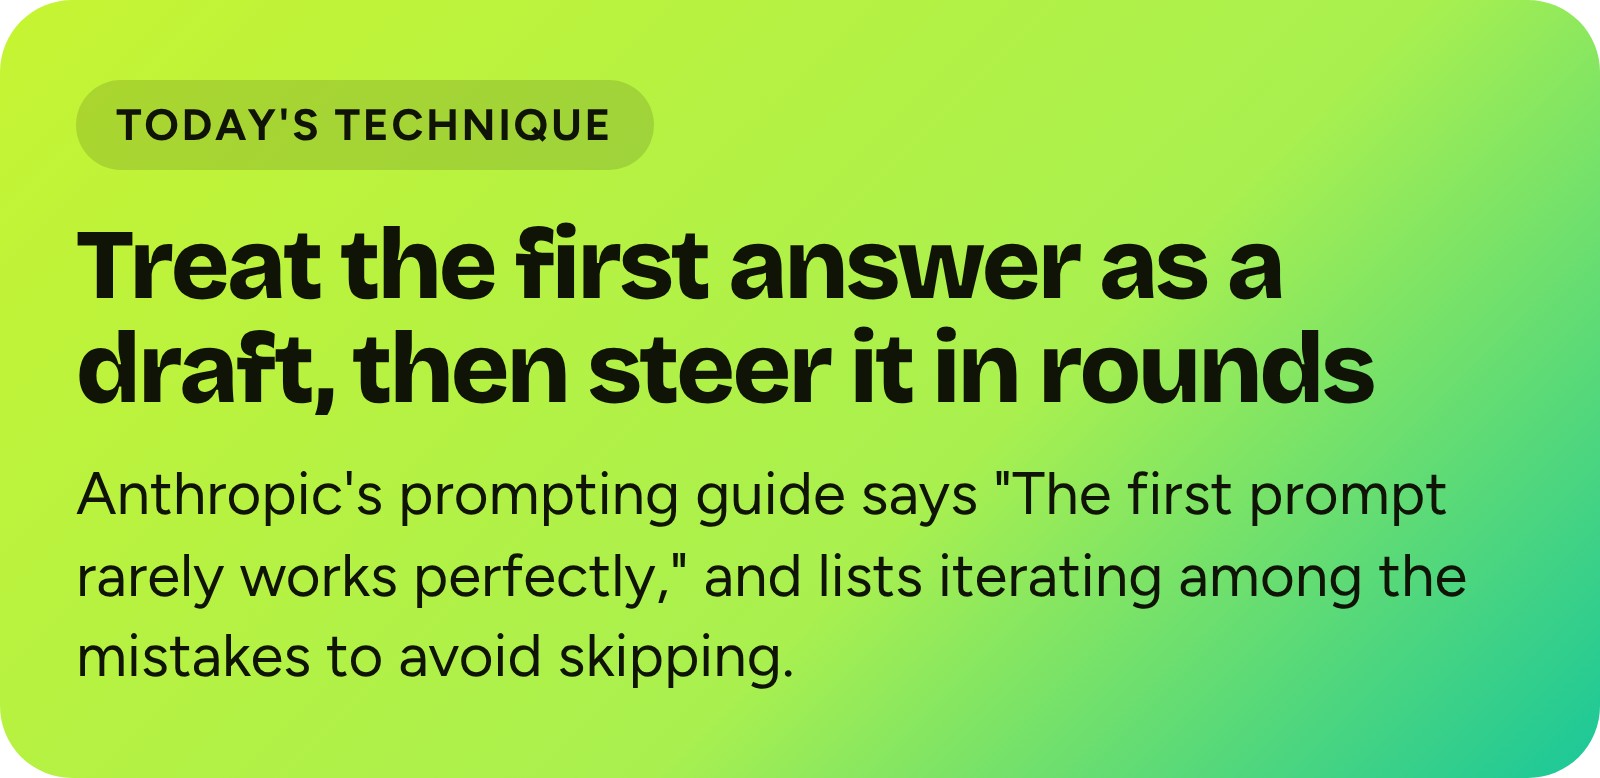 TODAY'S TECHNIQUE
Treat the first answer as a
draft, then steer it in rounds
Anthropic's prompting guide says "The first prompt
rarely works perfectly," and lists iterating among the
mistakes to avoid skipping.